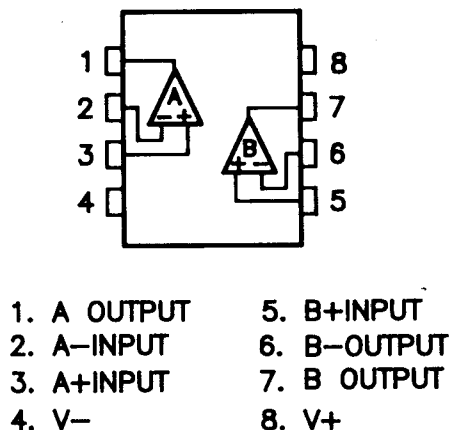 1
2
3
4
8
7
6
5
A
- +
B
+ -
1. A OUTPUT
2. A-INPUT
3. A+INPUT
4. V-
5. B+INPUT
6. B-OUTPUT
7. B OUTPUT
8. V+